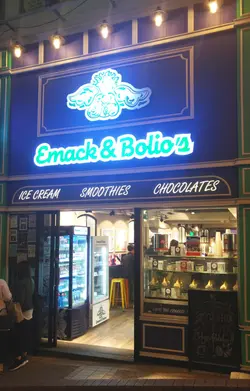 Emack & Bolio's
ICE CREAM SMOOTHIES CHOCOLATES